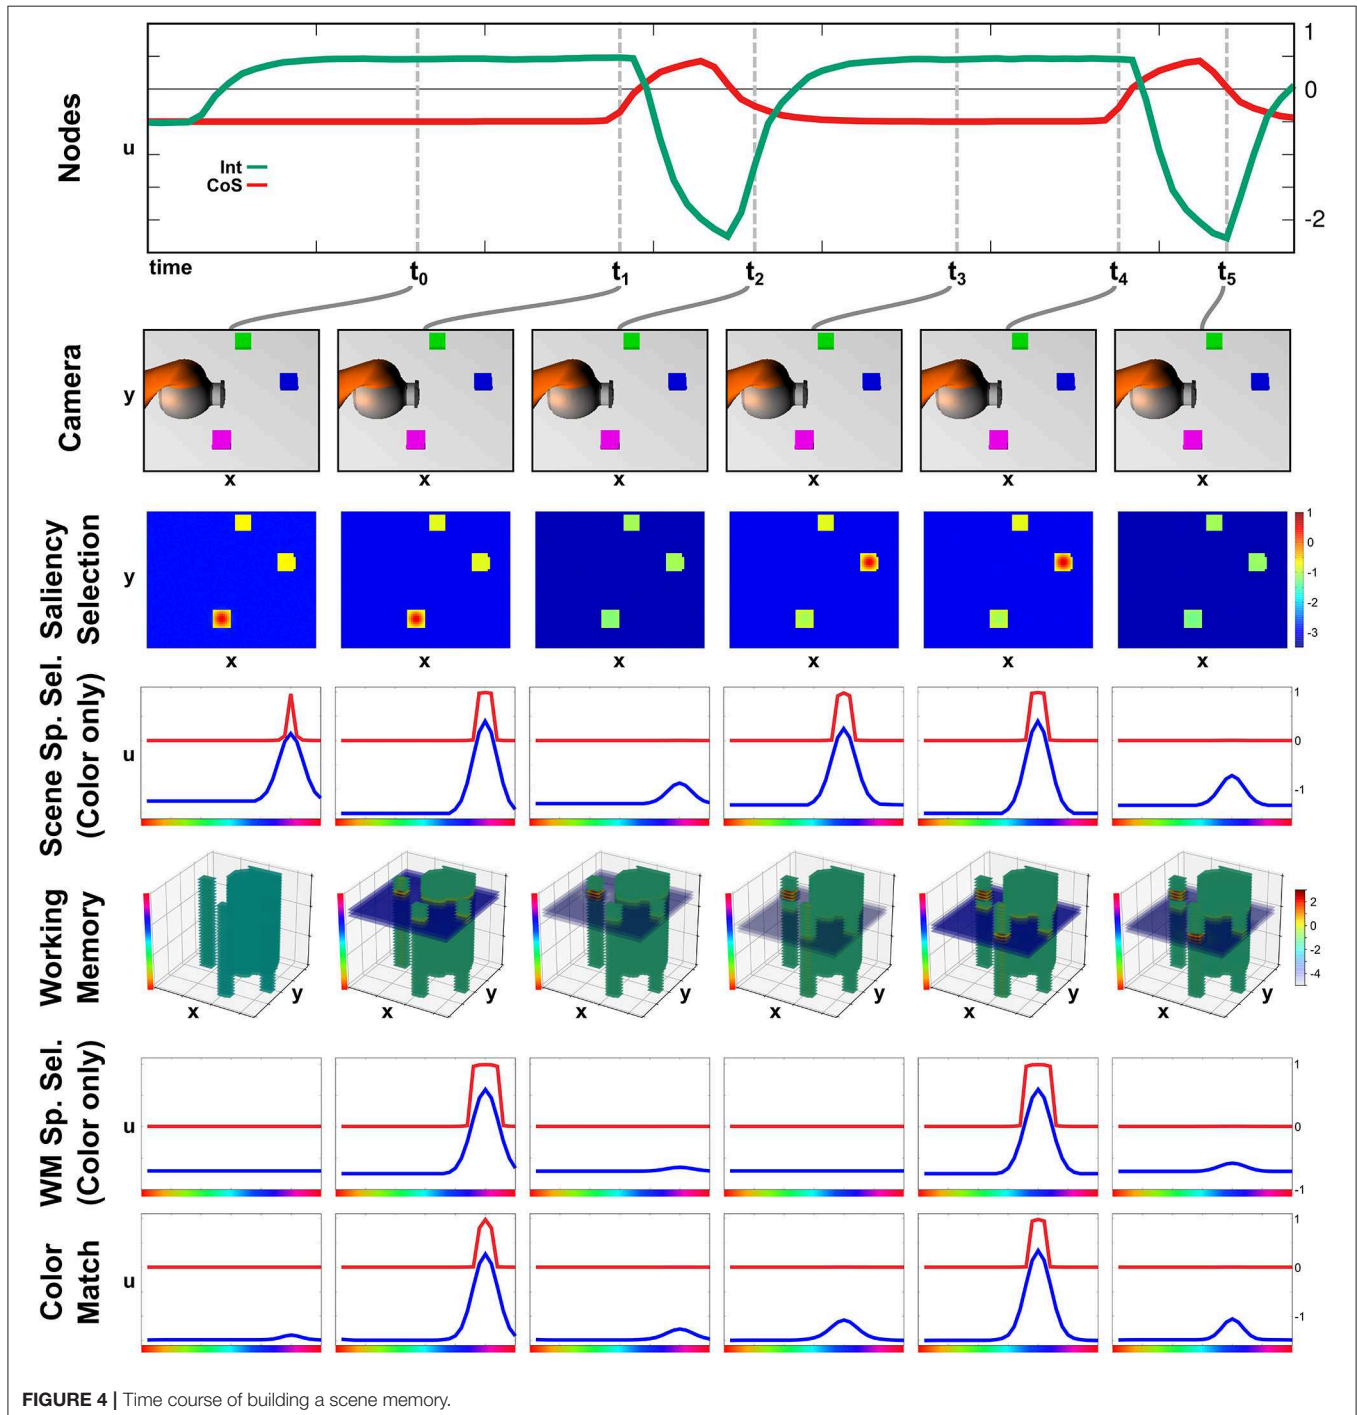 1
0
-2
Nodes
u
Int
CoS
time
t0 t1 t2 t3 t4 t5
Camera
y
x x x x x x
Saliency
Selection
y
1
0
-1
-2
-3
x x x x x x
Scene Sp. Sel.
(Color only)
u
1
0
-1
Working
Memory
x y x y x y x y x y x y
2
0
-2
-4
WM Sp. Sel.
(Color only)
u
1
0
-1
Color
Match
u
1
0
-1
FIGURE 4 | Time course of building a scene memory.